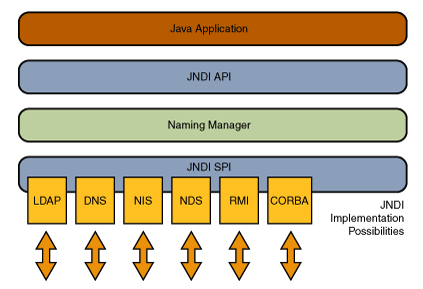 Java Application
JNDI API
Naming Manager
JNDI SPI
LDAP
DNS
NIS
NDS
RMI
CORBA
JNDI
Implementation
Possibilities